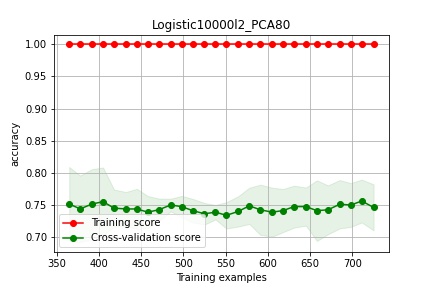 Logistic10000l2_PCA80
1.00
0.95
0.90
0.85
0.80
0.75
0.70
accuracy
Training score
Cross-validation score
350 400 450 500 550 600 650 700
Training examples